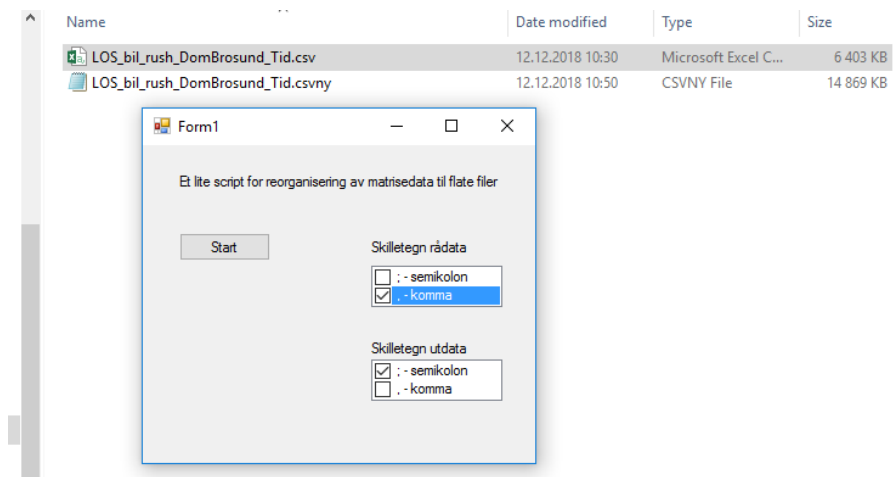 Name Date modified Type Size
LOS_bil_rush_DomBrosund_Tid.csv 12.12.2018 10:30 Microsoft Excel C... 6 403 KB
LOS_bil_rush_DomBrosund_Tid.csvny 12.12.2018 10:50 CSVNY File 14 869 KB
Form1
Et lite script for reorganisering av matrisedata til flate filer
Start
Skilletegn rådata
; - semikolon
, - komma
Skilletegn utdata
; - semikolon
, - komma